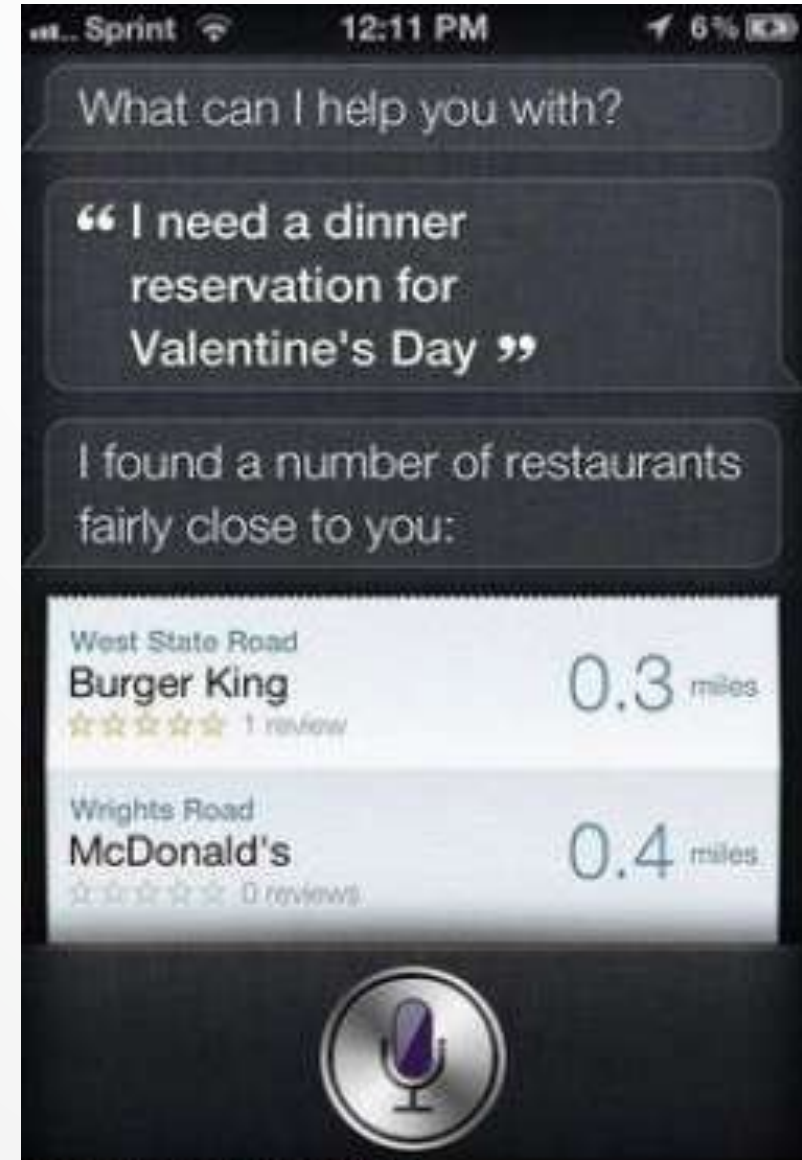 Sprint 12:11 PM 6%
What can I help you with?
“ I need a dinner
reservation for
Valentine's Day ”
I found a number of restaurants
fairly close to you:
West State Road
Burger King 0.3 miles
1 review
Wrights Road
McDonald's 0.4 miles
0 reviews